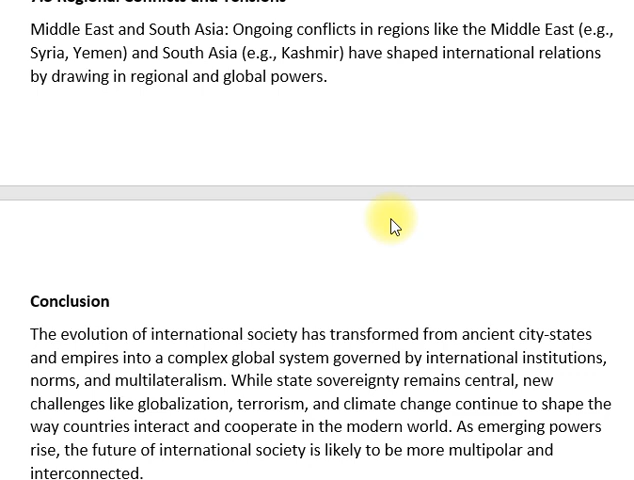 Regional Conflicts and Tensions
Middle East and South Asia: Ongoing conflicts in regions like the Middle East (e.g.,
Syria, Yemen) and South Asia (e.g., Kashmir) have shaped international relations
by drawing in regional and global powers.
Conclusion
The evolution of international society has transformed from ancient city-states
and empires into a complex global system governed by international institutions,
norms, and multilateralism. While state sovereignty remains central, new
challenges like globalization, terrorism, and climate change continue to shape the
way countries interact and cooperate in the modern world. As emerging powers
rise, the future of international society is likely to be more multipolar and
interconnected.